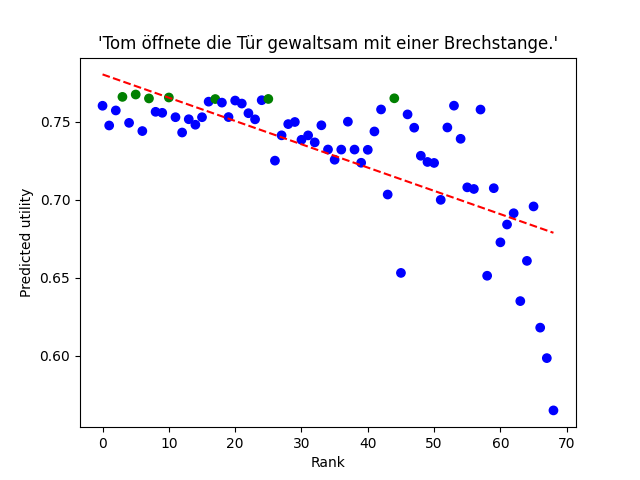 'Tom öffnete die Tür gewaltsam mit einer Brechstange.'
Predicted utility
0.75
0.70
0.65
0.60
0 10 20 30 40 50 60 70
Rank